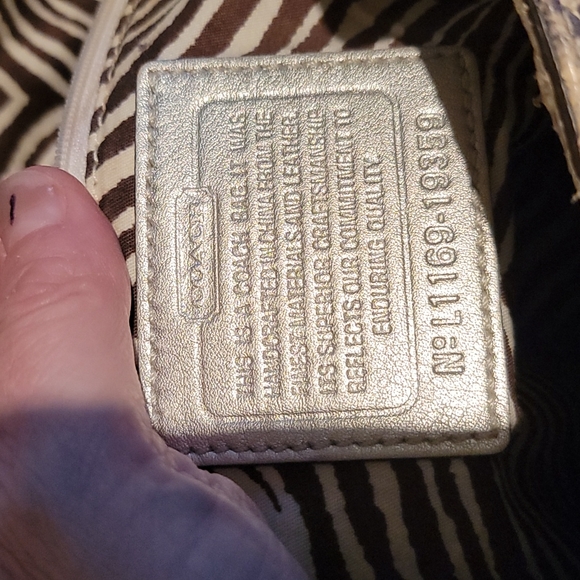 COACH
THIS IS A COACH BAG. IT WAS
HANDCRAFTED IN CHINA FROM THE
FINEST MATERIALS AND LEATHER.
ITS SUPERIOR CRAFTSMANSHIP
REFLECTS OUR COMMITMENT TO
ENDURING QUALITY.
Nº L1169-19359